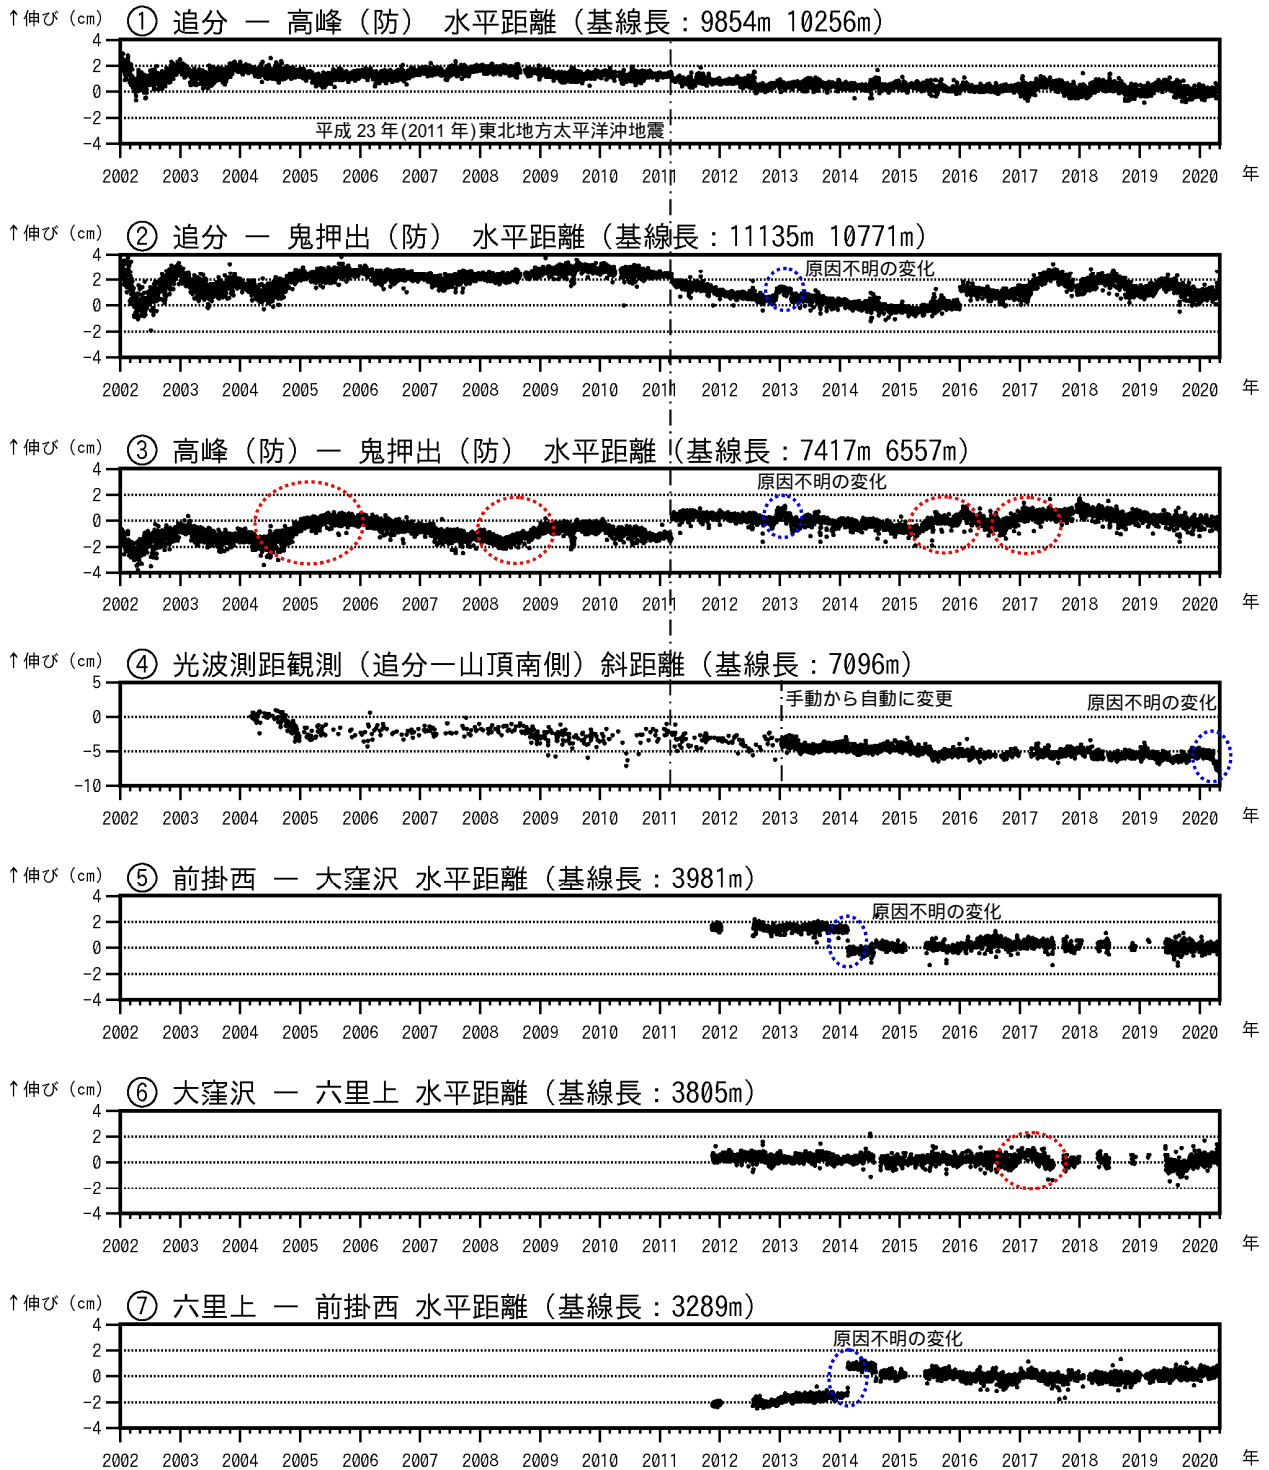 ↑伸び (cm) ① 追分 ― 高峰（防） 水平距離（基線長：9854m 10256m）
4
2
0
-2
-4
平成 23 年(2011 年)東北地方太平洋沖地震
2002 2003 2004 2005 2006 2007 2008 2009 2010 2011 2012 2013 2014 2015 2016 2017 2018 2019 2020 年
↑伸び (cm) ② 追分 ― 鬼押出（防） 水平距離（基線長：11135m 10771m）
4
2
0
-2
-4
原因不明の変化
2002 2003 2004 2005 2006 2007 2008 2009 2010 2011 2012 2013 2014 2015 2016 2017 2018 2019 2020 年
↑伸び (cm) ③ 高峰（防）― 鬼押出（防） 水平距離（基線長：7417m 6557m）
4
2
0
-2
-4
原因不明の変化
2002 2003 2004 2005 2006 2007 2008 2009 2010 2011 2012 2013 2014 2015 2016 2017 2018 2019 2020 年
↑伸び (cm) ④ 光波測距観測（追分―山頂南側）斜距離（基線長：7096m）
5
0
-5
-10
手動から自動に変更
原因不明の変化
2002 2003 2004 2005 2006 2007 2008 2009 2010 2011 2012 2013 2014 2015 2016 2017 2018 2019 2020 年
↑伸び (cm) ⑤ 前掛西 ― 大窪沢 水平距離（基線長：3981m）
4
2
0
-2
-4
原因不明の変化
2002 2003 2004 2005 2006 2007 2008 2009 2010 2011 2012 2013 2014 2015 2016 2017 2018 2019 2020 年
↑伸び (cm) ⑥ 大窪沢 ― 六里上 水平距離（基線長：3805m）
4
2
0
-2
-4
2002 2003 2004 2005 2006 2007 2008 2009 2010 2011 2012 2013 2014 2015 2016 2017 2018 2019 2020 年
↑伸び (cm) ⑦ 六里上 ― 前掛西 水平距離（基線長：3289m）
4
2
0
-2
-4
原因不明の変化
2002 2003 2004 2005 2006 2007 2008 2009 2010 2011 2012 2013 2014 2015 2016 2017 2018 2019 2020 年